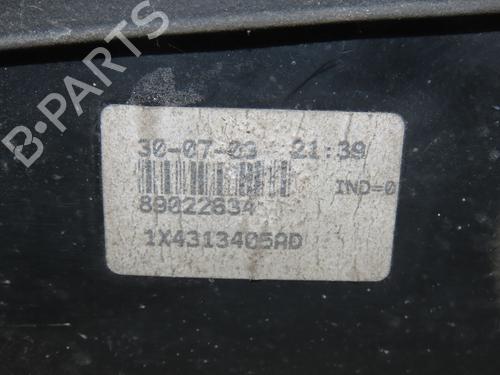 B-PARTS
30-07-03 21:39
IND=0
89022634
1X4313405AD